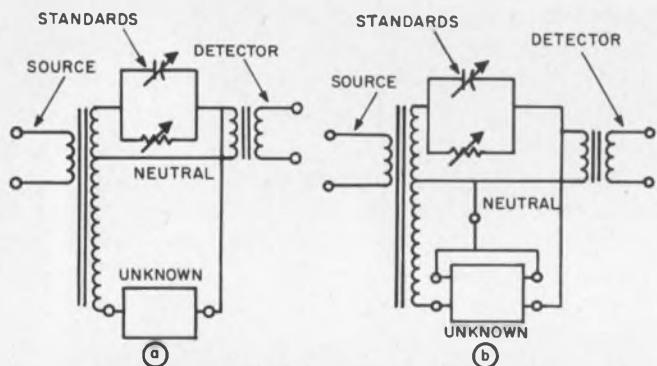 STANDARDS
DETECTOR
SOURCE
NEUTRAL
UNKNOWN
a
STANDARDS
DETECTOR
SOURCE
NEUTRAL
UNKNOWN
b